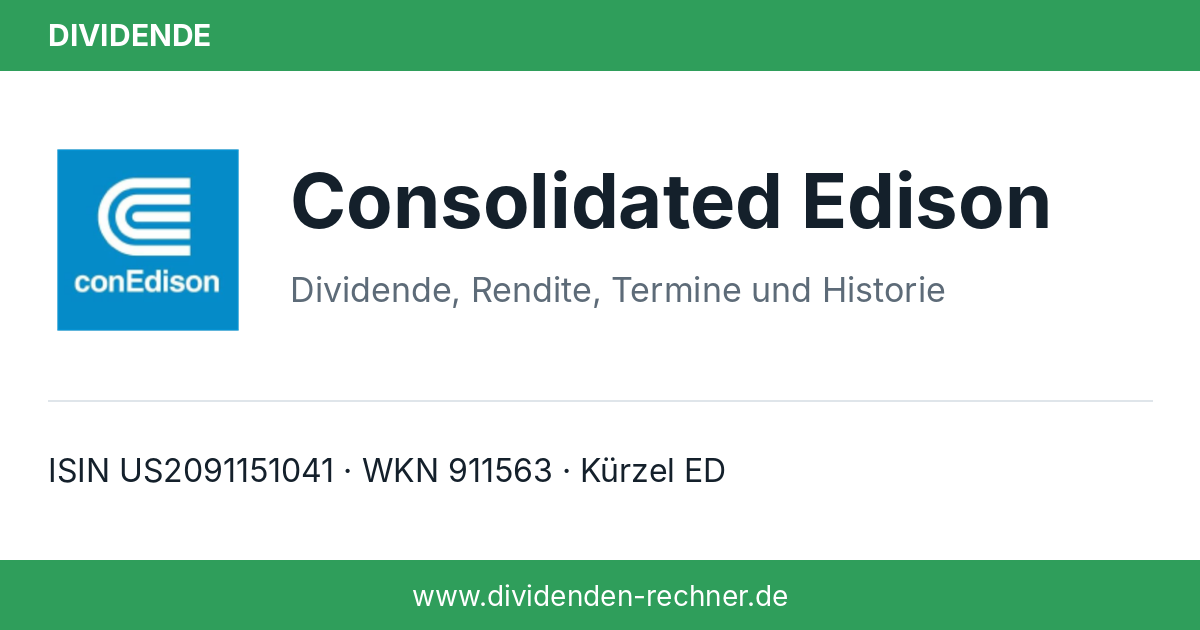 DIVIDENDE
conEdison
Consolidated Edison
Dividende, Rendite, Termine und Historie
ISIN US2091151041 · WKN 911563 · Kürzel ED
www.dividenden-rechner.de